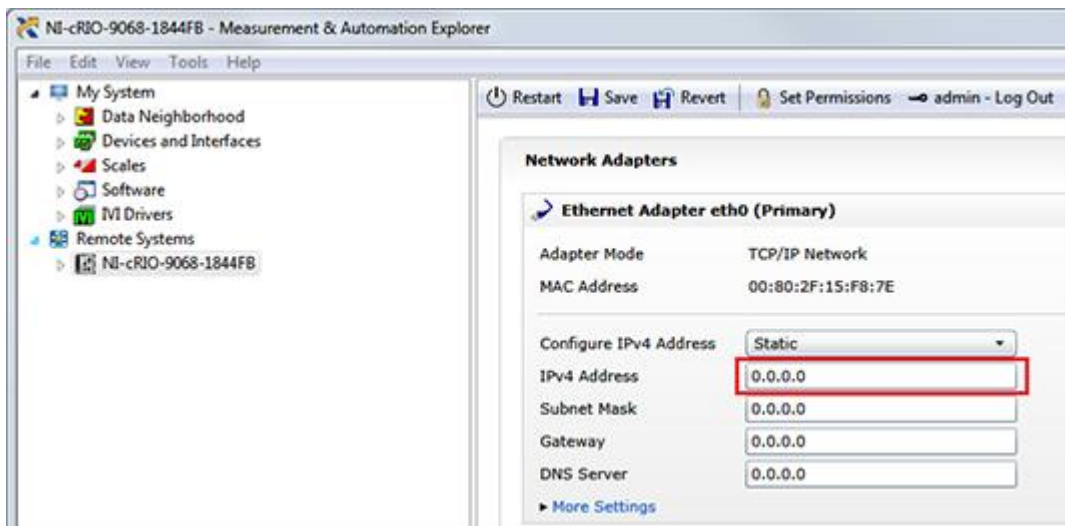 NI-cRIO-9068-1844FB - Measurement & Automation Explorer
File Edit View Tools Help
My System
Data Neighborhood
Devices and Interfaces
Scales
Software
IVI Drivers
Remote Systems
NI-cRIO-9068-1844FB
Restart Save Revert Set Permissions admin - Log Out
Network Adapters
Ethernet Adapter eth0 (Primary)
Adapter Mode TCP/IP Network
MAC Address 00:80:2F:15:F8:7E
Configure IPv4 Address Static
IPv4 Address 0.0.0.0
Subnet Mask 0.0.0.0
Gateway 0.0.0.0
DNS Server 0.0.0.0
More Settings